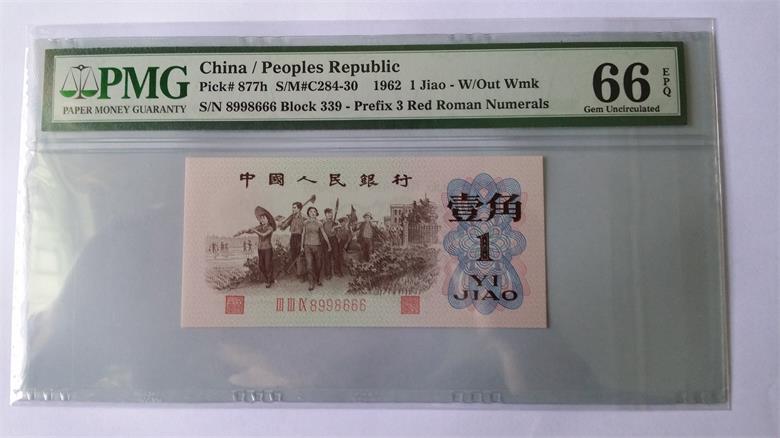 PMG
PAPER MONEY GUARANTY
China / Peoples Republic
Pick# 877h S/M#C284-30 1962 1 Jiao - W/Out Wmk
S/N 8998666 Block 339 - Prefix 3 Red Roman Numerals
66 EPQ
Gem Uncirculated
中國人民銀行
壹角
1
YI
JIAO
III III IX 8998666